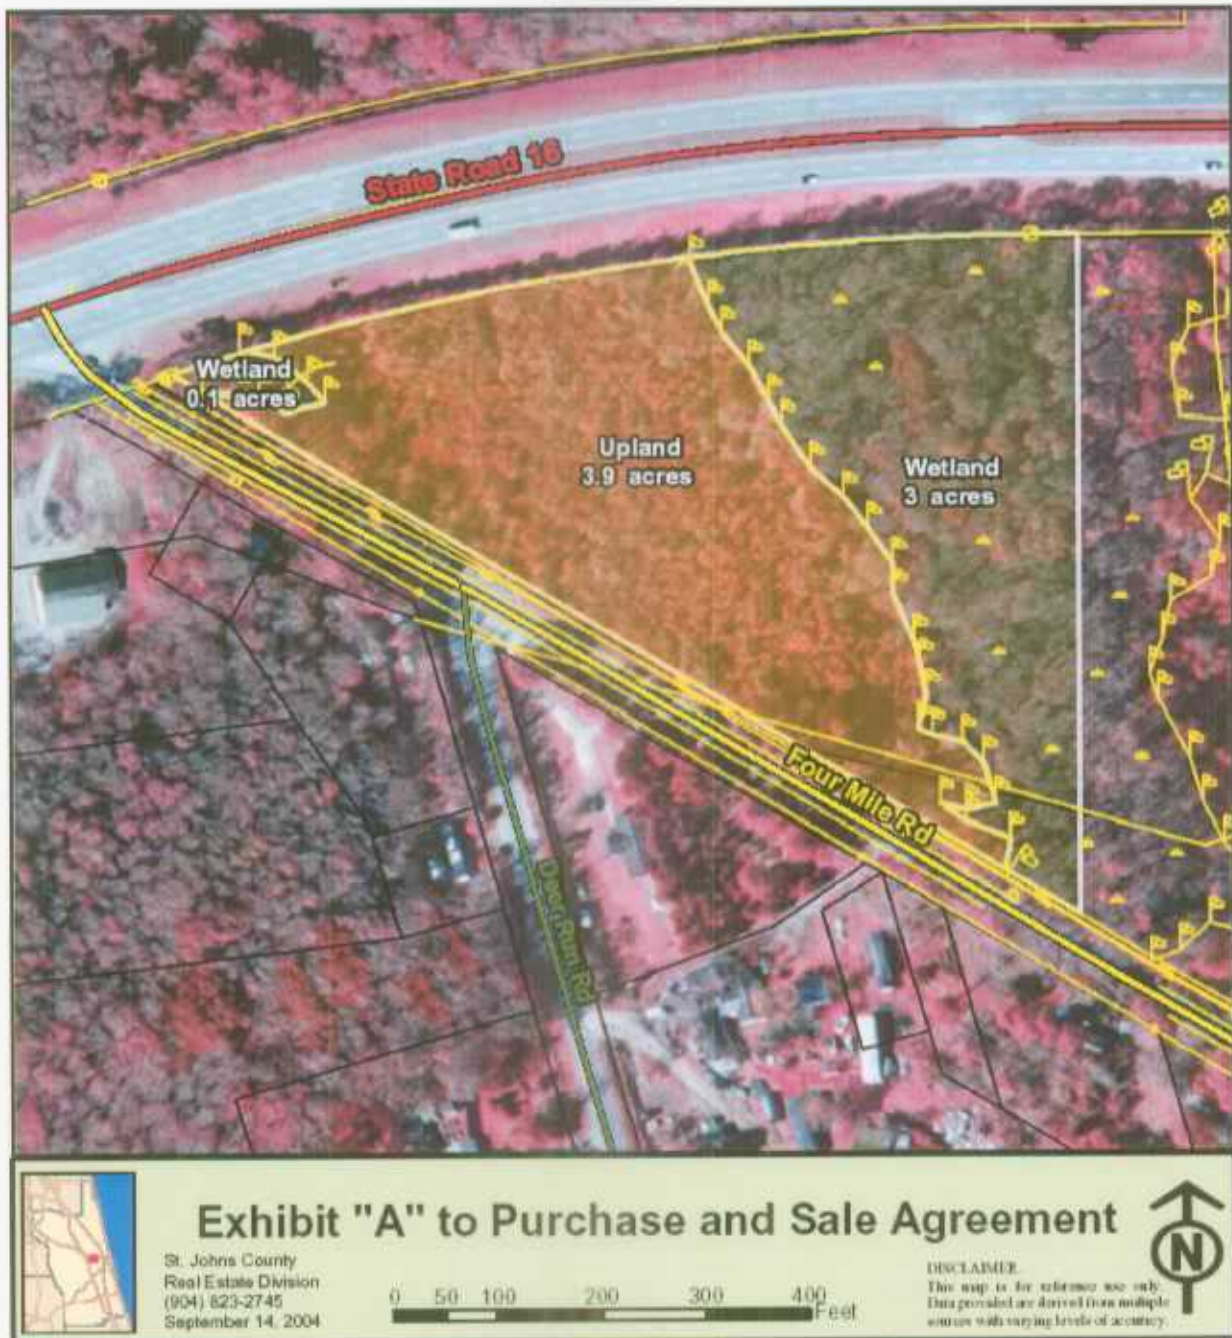 State Road 16
Wetland
0.1 acres
Upland
3.9 acres
Wetland
3 acres
Four Mile Rd
Deer Run Rd
Exhibit "A" to Purchase and Sale Agreement
St. Johns County
Real Estate Division
(904) 823-2745
September 14, 2004
0 50 100 200 300 400
Feet
N
DISCLAIMER
This map is for reference use only.
Data provided are derived from multiple
sources with varying levels of accuracy.